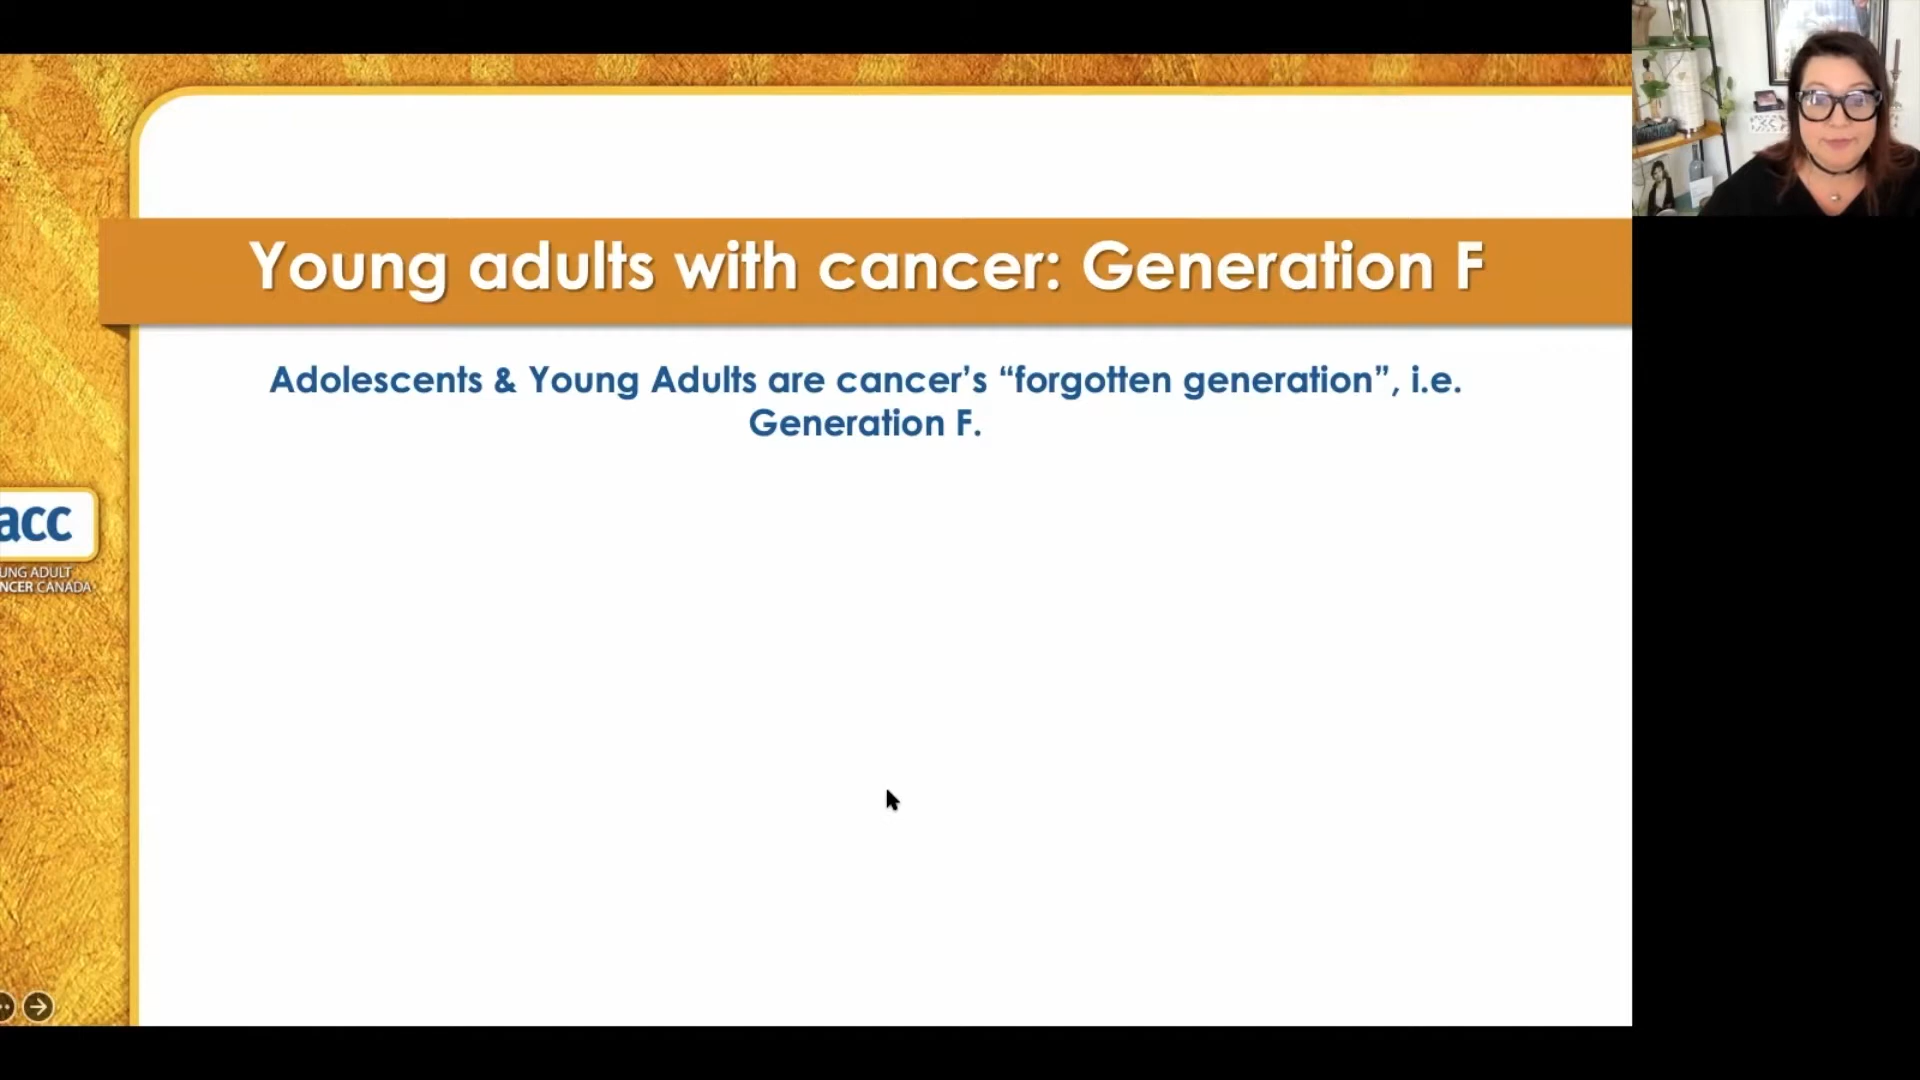 Young adults with cancer: Generation F
Adolescents & Young Adults are cancer’s “forgotten generation”, i.e.
Generation F.
acc
UNG ADULT
NCER CANADA